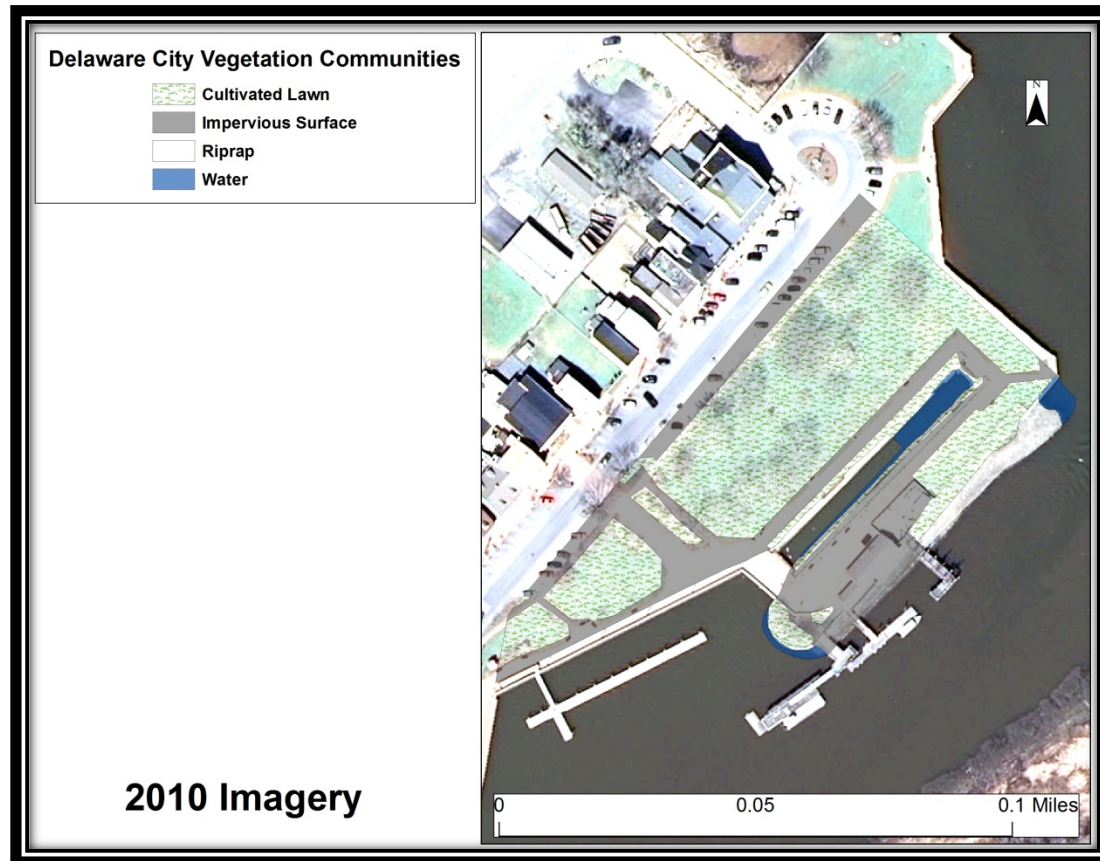 Delaware City Vegetation Communities
Cultivated Lawn
Impervious Surface
Riprap
Water
N
2010 Imagery
0 0.05 0.1 Miles